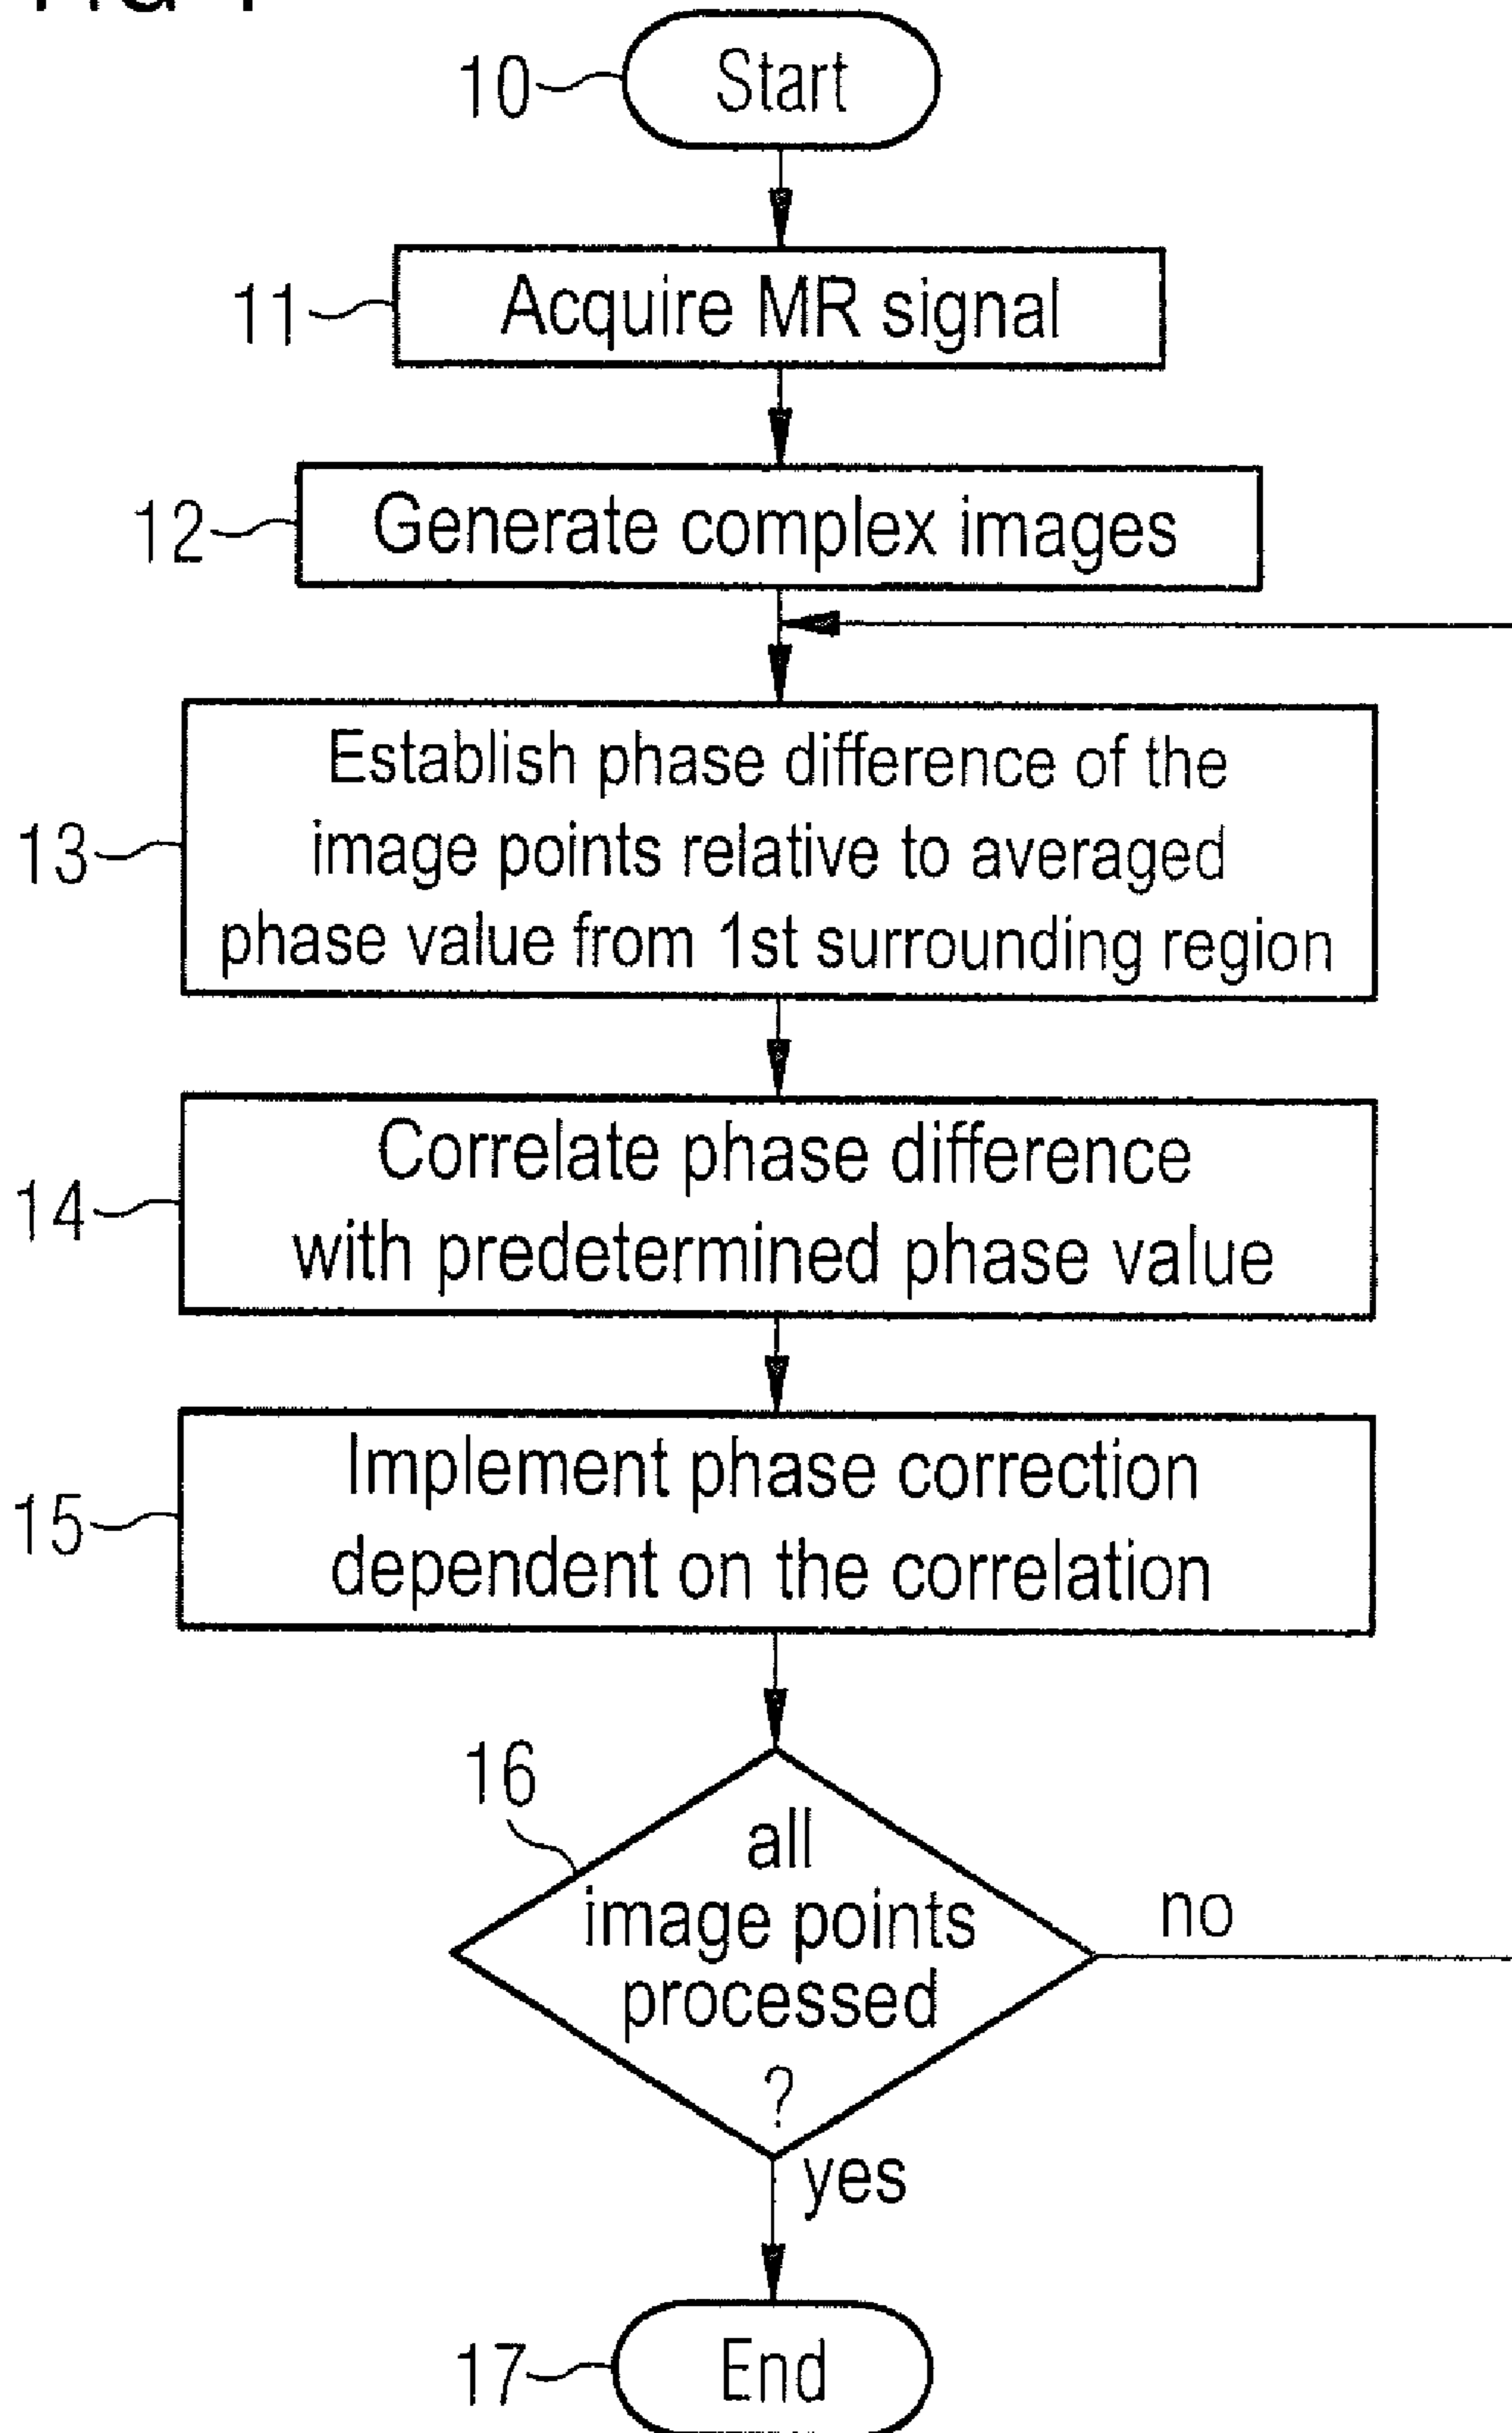 10
Start
11
Acquire MR signal
12
Generate complex images
13
Establish phase difference of the
image points relative to averaged
phase value from 1st surrounding region
14
Correlate phase difference
with predetermined phase value
15
Implement phase correction
dependent on the correlation
16
all
image points
processed
?
no
yes
17
End